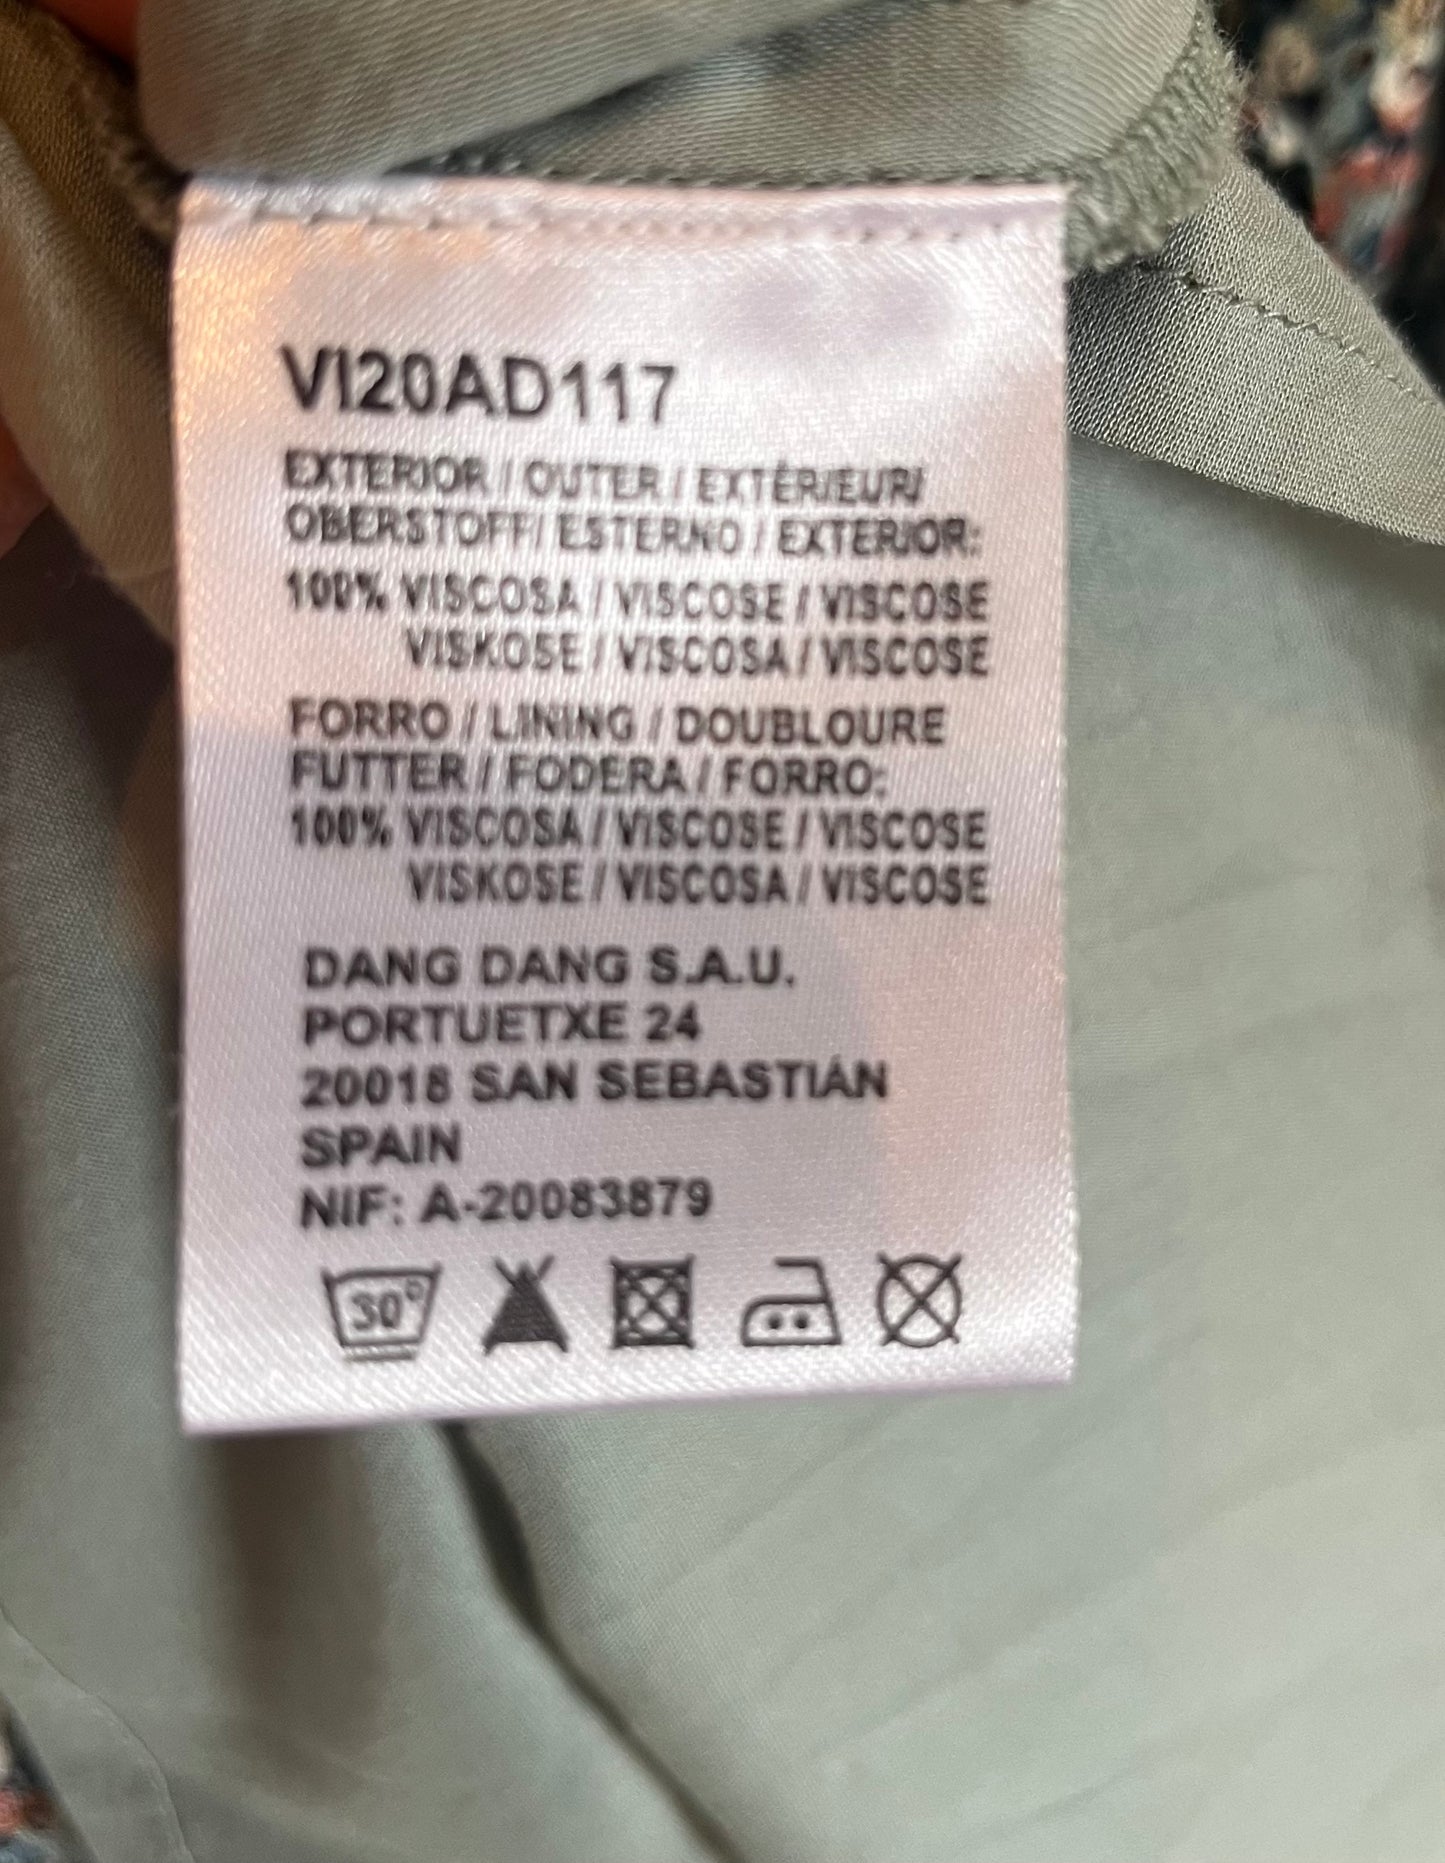 VI20AD117
EXTERIOR / OUTER / EXTÉRIEUR/
OBERSTOFF/ ESTERNO / EXTERIOR:
100% VISCOSA / VISCOSE / VISCOSE
VISKOSE / VISCOSA / VISCOSE
FORRO / LINING / DOUBLOURE
FUTTER / FODERA / FORRO:
100% VISCOSA / VISCOSE / VISCOSE
VISKOSE / VISCOSA / VISCOSE
DANG DANG S.A.U.
PORTUETXE 24
20018 SAN SEBASTIÁN
SPAIN
NIF: A-20083879
30°